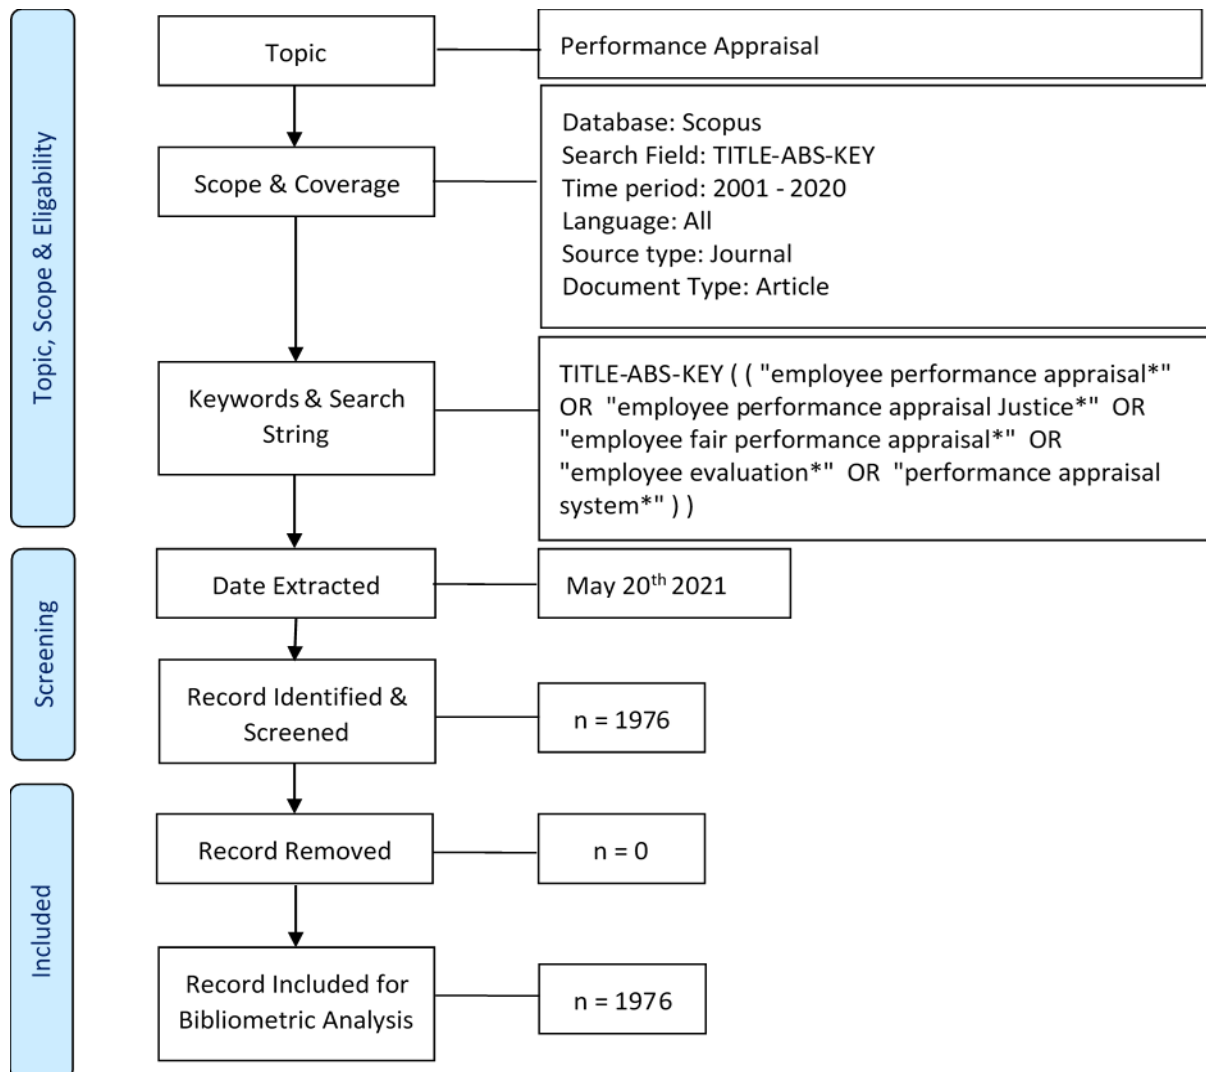 Topic, Scope & Eligability
Topic
Performance Appraisal
Scope & Coverage
Database: Scopus
Search Field: TITLE-ABS-KEY
Time period: 2001 - 2020
Language: All
Source type: Journal
Document Type: Article
Keywords & Search
String
TITLE-ABS-KEY ( ( "employee performance appraisal*"
OR "employee performance appraisal Justice*" OR
"employee fair performance appraisal*" OR
"employee evaluation*" OR "performance appraisal
system*" ) )
Screening
Date Extracted
May 20th 2021
Record Identified &
Screened
n = 1976
Included
Record Removed
n = 0
Record Included for
Bibliometric Analysis
n = 1976